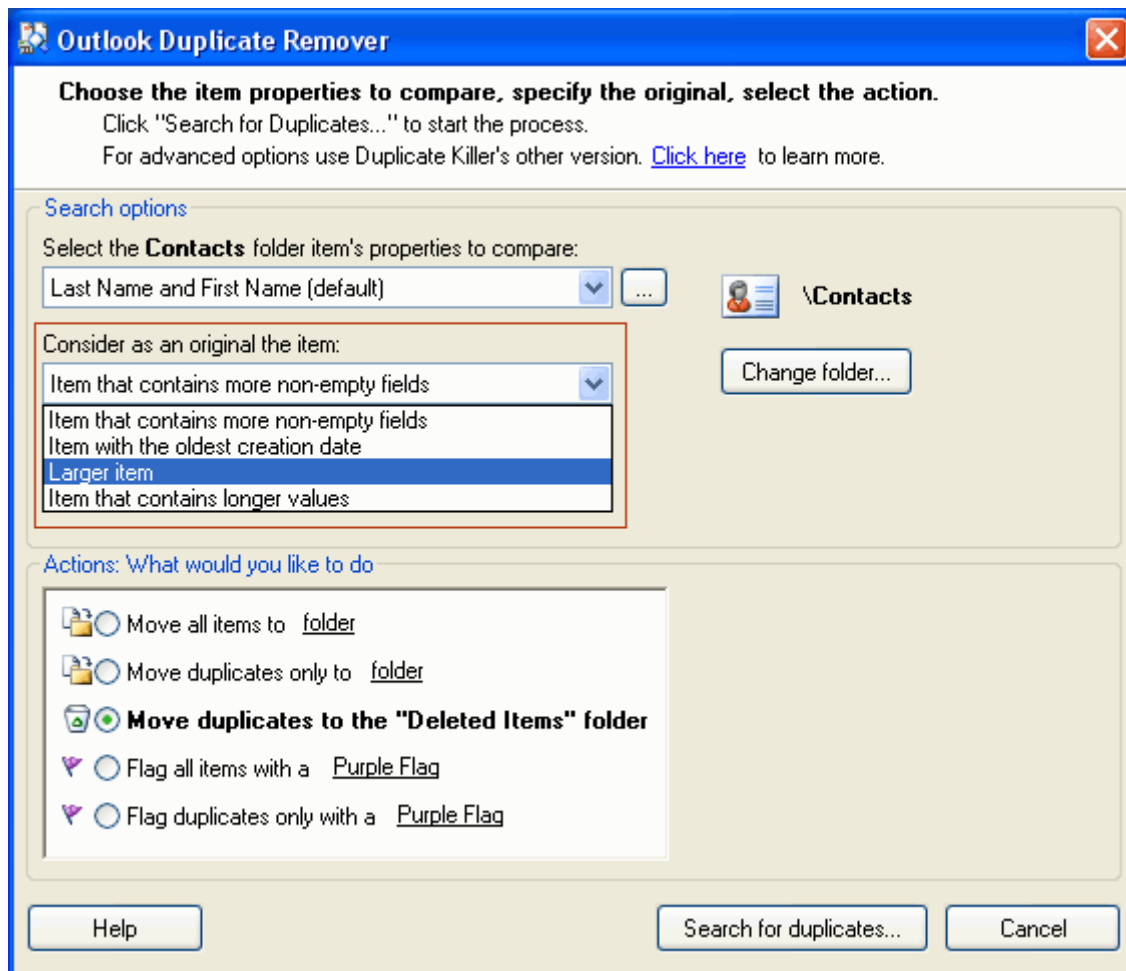 Outlook Duplicate Remover
Choose the item properties to compare, specify the original, select the action.
Click "Search for Duplicates..." to start the process.
For advanced options use Duplicate Killer's other version. Click here to learn more.
Search options
Select the Contacts folder item's properties to compare:
Last Name and First Name (default)
...
\Contacts
Consider as an original the item:
Item that contains more non-empty fields
Change folder...
Item that contains more non-empty fields
Item with the oldest creation date
Larger item
Item that contains longer values
Actions: What would you like to do
Move all items to folder
Move duplicates only to folder
Move duplicates to the "Deleted Items" folder
Flag all items with a Purple Flag
Flag duplicates only with a Purple Flag
Help
Search for duplicates...
Cancel